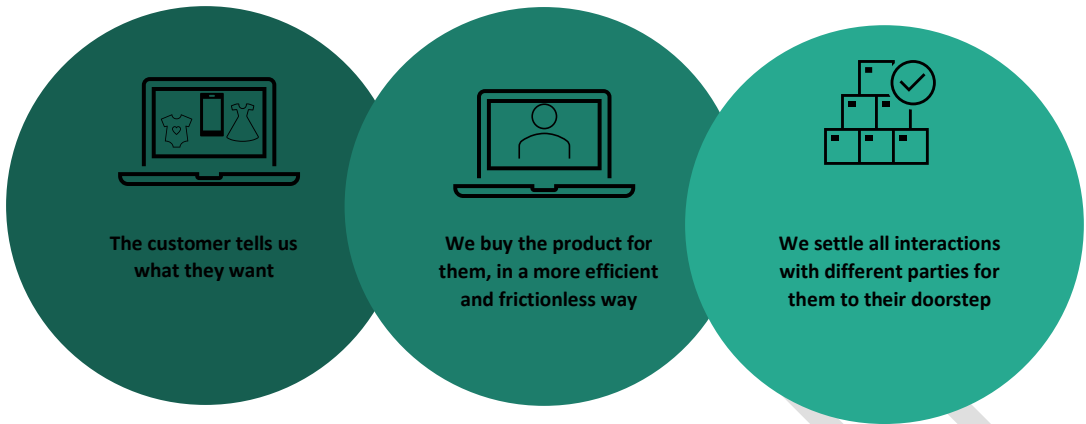 The customer tells us
what they want
We buy the product for
them, in a more efficient
and frictionless way
We settle all interactions
with different parties for
them to their doorstep